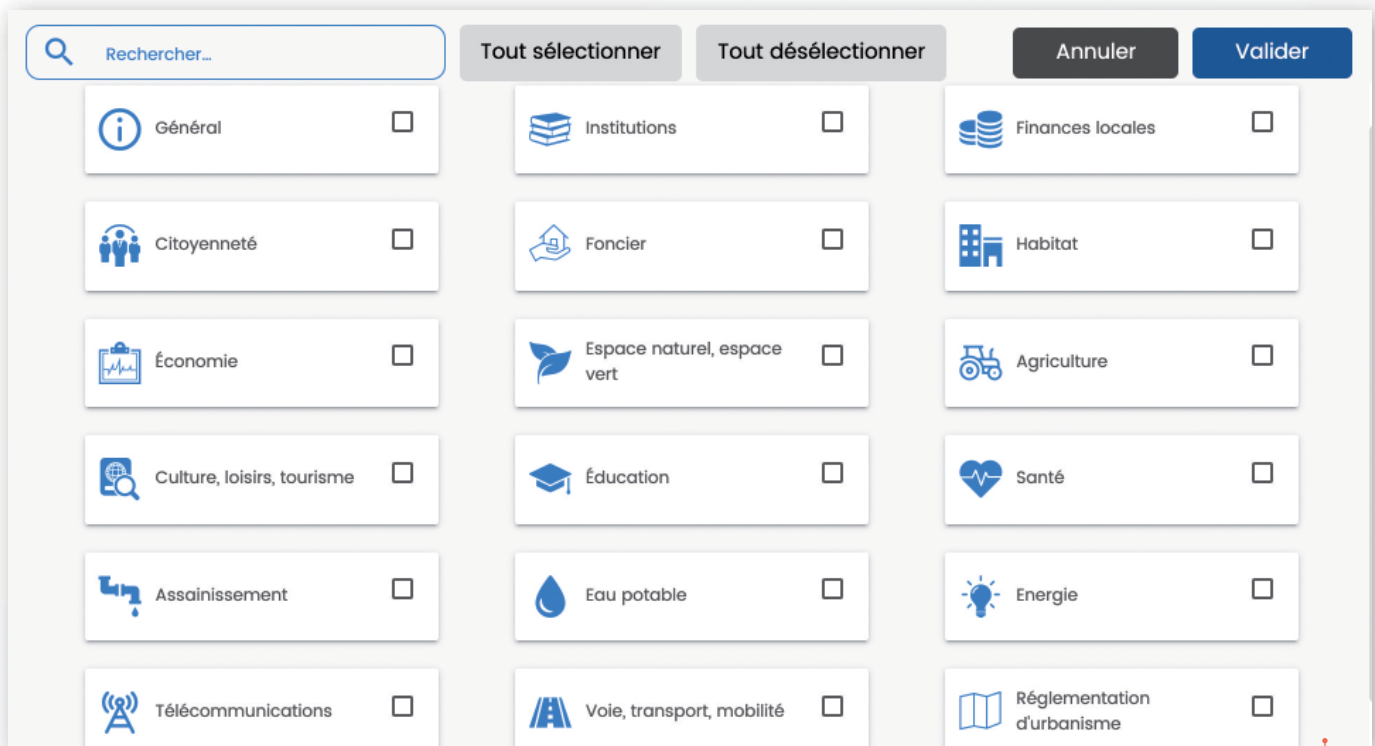 Rechercher...
Tout sélectionner
Tout désélectionner
Annuler
Valider
Général
Institutions
Finances locales
Citoyenneté
Foncier
Habitat
Économie
Espace naturel, espace
vert
Agriculture
Culture, loisirs, tourisme
Éducation
Santé
Assainissement
Eau potable
Energie
Télécommunications
Voie, transport, mobilité
Réglementation
d'urbanisme